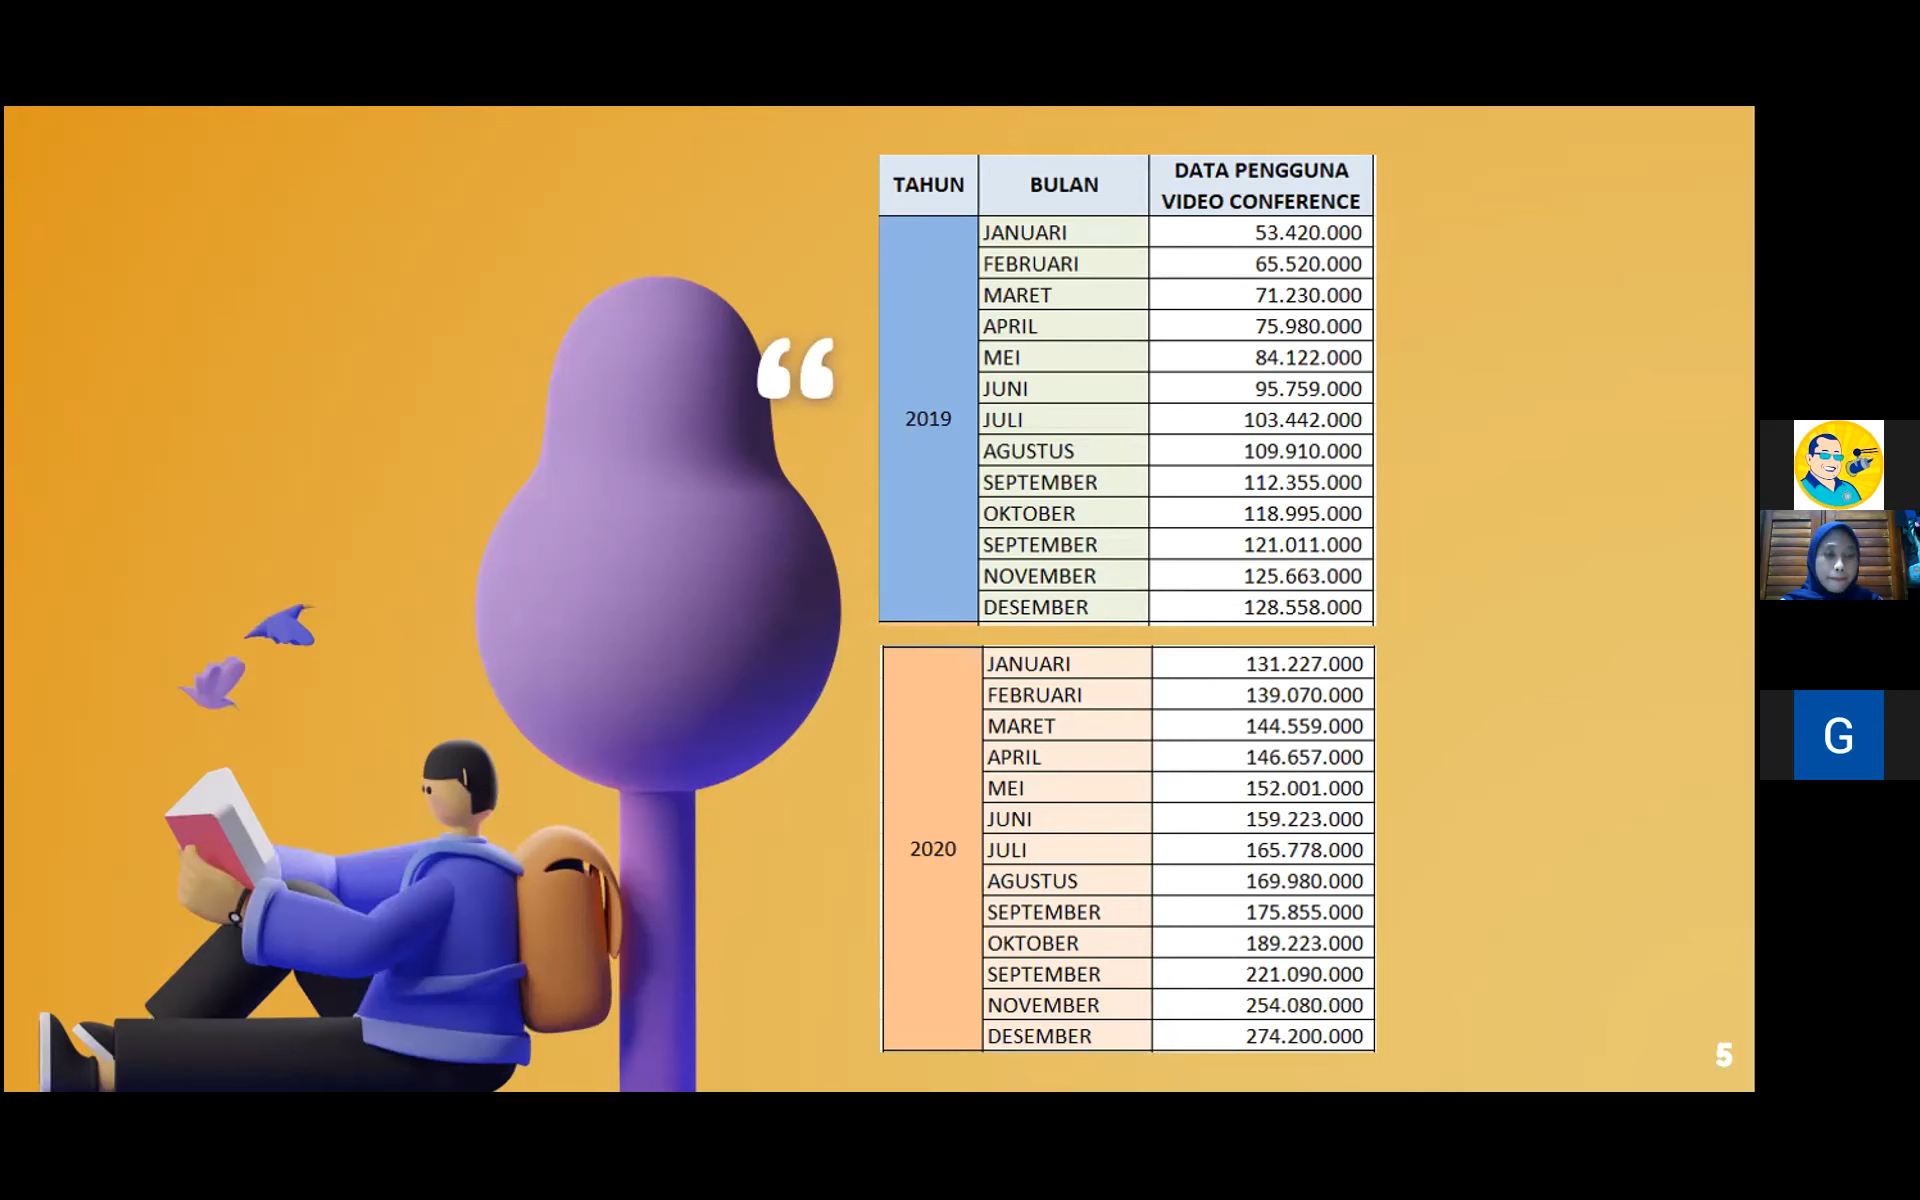 “
TAHUN BULAN DATA PENGGUNA VIDEO CONFERENCE
2019
JANUARI 53.420.000
FEBRUARI 65.520.000
MARET 71.230.000
APRIL 75.980.000
MEI 84.122.000
JUNI 95.759.000
JULI 103.442.000
AGUSTUS 109.910.000
SEPTEMBER 112.355.000
OKTOBER 118.995.000
SEPTEMBER 121.011.000
NOVEMBER 125.663.000
DESEMBER 128.558.000
2020
JANUARI 131.227.000
FEBRUARI 139.070.000
MARET 144.559.000
APRIL 146.657.000
MEI 152.001.000
JUNI 159.223.000
JULI 165.778.000
AGUSTUS 169.980.000
SEPTEMBER 175.855.000
OKTOBER 189.223.000
SEPTEMBER 221.090.000
NOVEMBER 254.080.000
DESEMBER 274.200.000
5
G